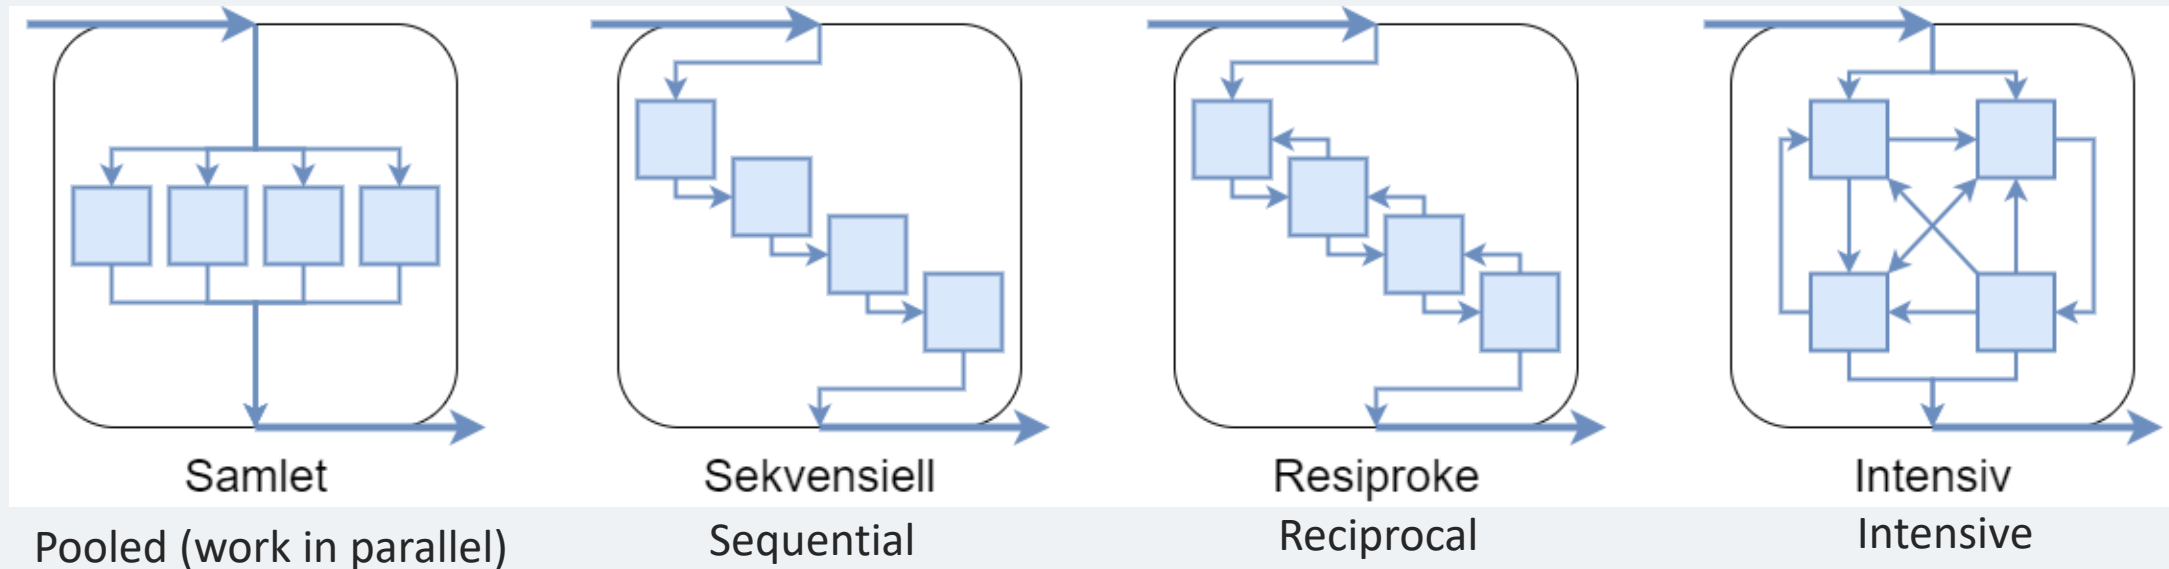 Samlet
Sekvensiell
Resiproke
Intensiv
Pooled (work in parallel)
Sequential
Reciprocal
Intensive